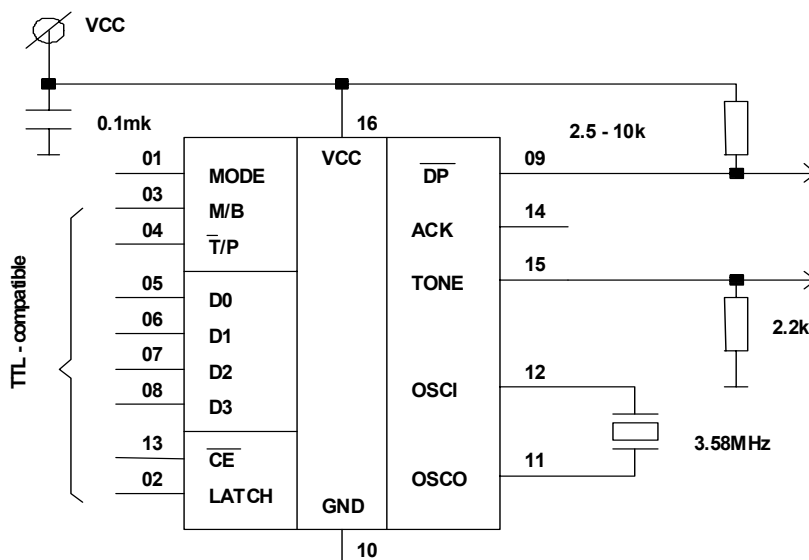 VCC
0.1mk
16
2.5 - 10k
01
MODE
VCC
DP
09
03
M/B
04
T/P
ACK
14
TONE
15
TTL - compatible
05
D0
06
D1
07
D2
08
D3
2.2k
OSCI
12
3.58MHz
13
CE
OSCO
11
02
LATCH
GND
10